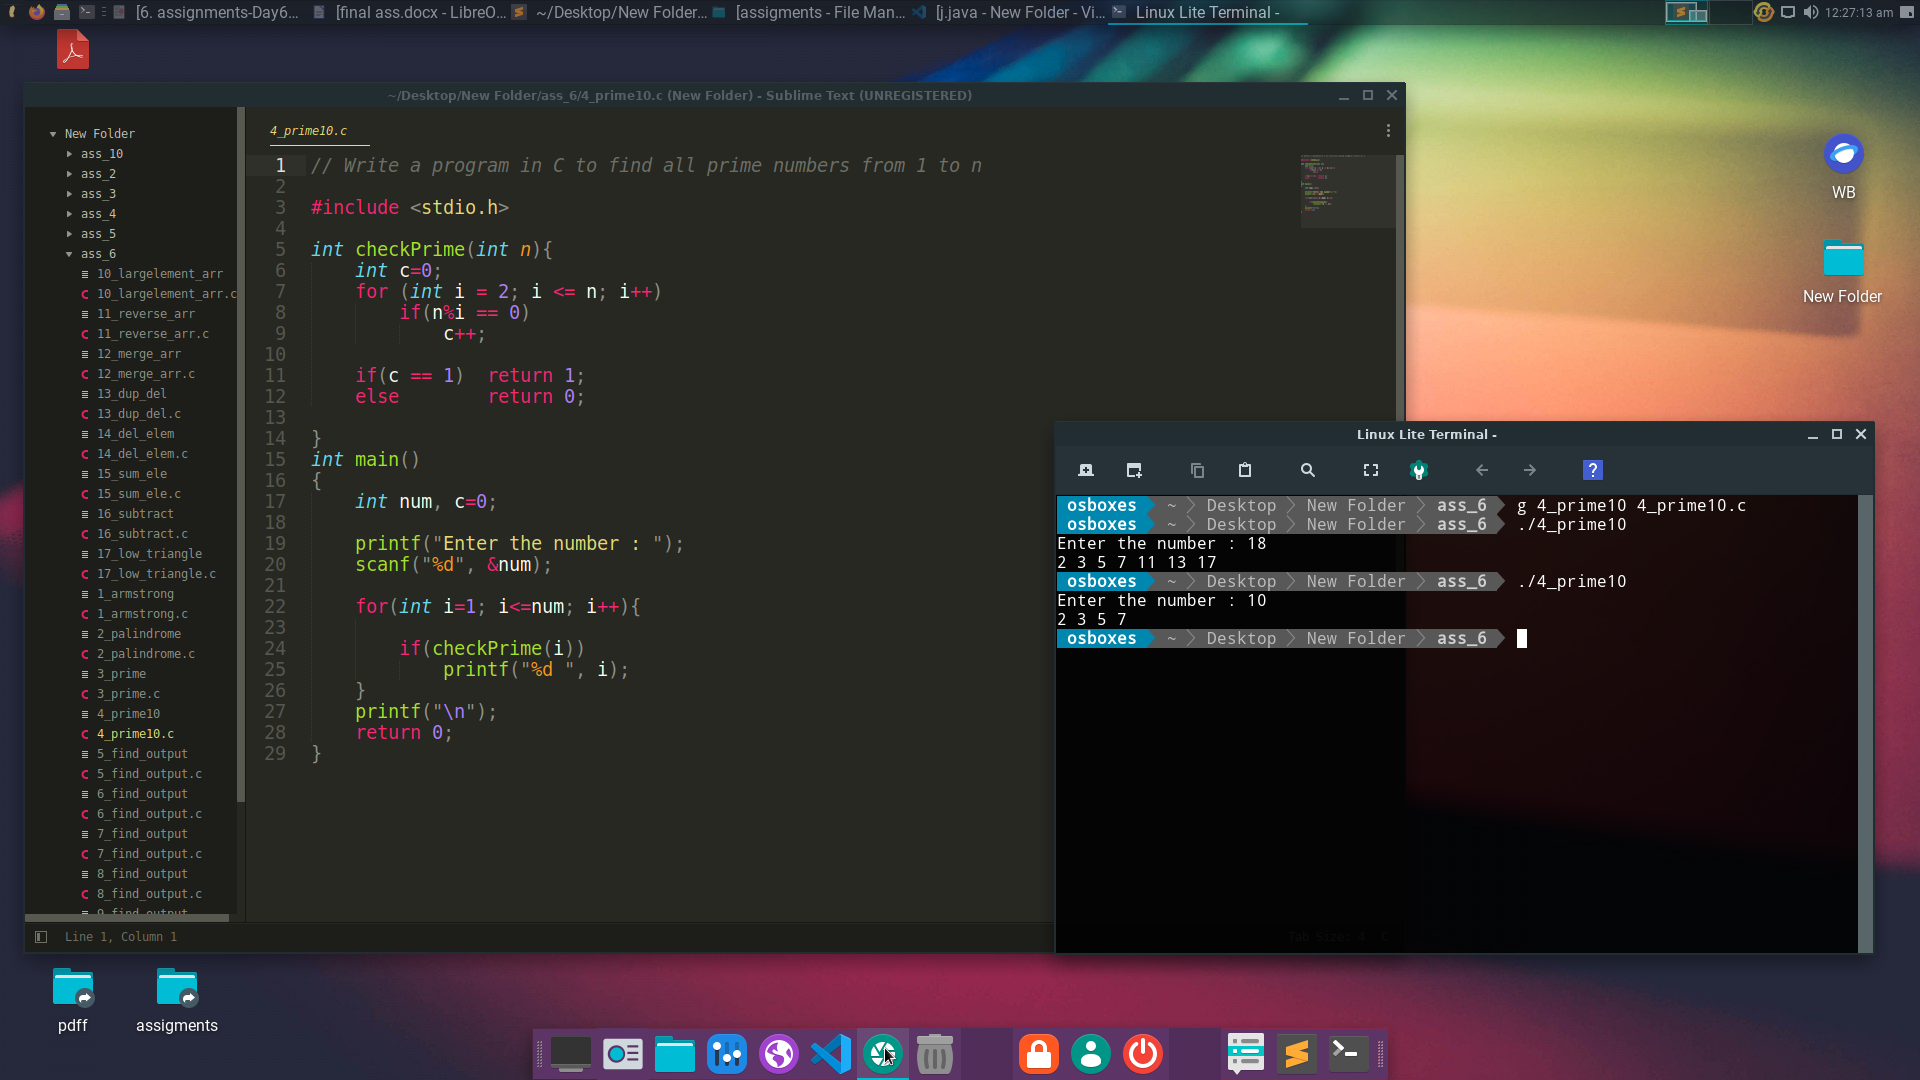 [6. assignments-Day6...
[final ass.docx - LibreO...
~/Desktop/New Folder...
[assigments - File Man...
[j.java - New Folder - Vi...
Linux Lite Terminal -
12:27:13 am
~/Desktop/New Folder/ass_6/4_prime10.c (New Folder) - Sublime Text (UNREGISTERED)
New Folder
ass_10
ass_2
ass_3
ass_4
ass_5
ass_6
10_largelement_arr
10_largelement_arr.c
11_reverse_arr
11_reverse_arr.c
12_merge_arr
12_merge_arr.c
13_dup_del
13_dup_del.c
14_del_elem
14_del_elem.c
15_sum_ele
15_sum_ele.c
16_subtract
16_subtract.c
17_low_triangle
17_low_triangle.c
1_armstrong
1_armstrong.c
2_palindrome
2_palindrome.c
3_prime
3_prime.c
4_prime10
4_prime10.c
5_find_output
5_find_output.c
6_find_output
6_find_output.c
7_find_output
7_find_output.c
8_find_output
8_find_output.c
9_find_output
4_prime10.c
1 // Write a program in C to find all prime numbers from 1 to n
2
3 #include <stdio.h>
4
5 int checkPrime(int n){
6 int c=0;
7 for (int i = 2; i <= n; i++)
8 if(n%i == 0)
9 c++;
10
11 if(c == 1) return 1;
12 else return 0;
13
14 }
15 int main()
16 {
17 int num, c=0;
18
19 printf("Enter the number : ");
20 scanf("%d", &num);
21
22 for(int i=1; i<=num; i++){
23
24 if(checkPrime(i))
25 printf("%d ", i);
26 }
27 printf("\n");
28 return 0;
29 }
Line 1, Column 1
Tab Size: 4 C
Linux Lite Terminal -
osboxes ~ Desktop New Folder ass_6 g 4_prime10 4_prime10.c
osboxes ~ Desktop New Folder ass_6 ./4_prime10
Enter the number : 18
2 3 5 7 11 13 17
osboxes ~ Desktop New Folder ass_6 ./4_prime10
Enter the number : 10
2 3 5 7
osboxes ~ Desktop New Folder ass_6
WB
New Folder
pdff
assigments